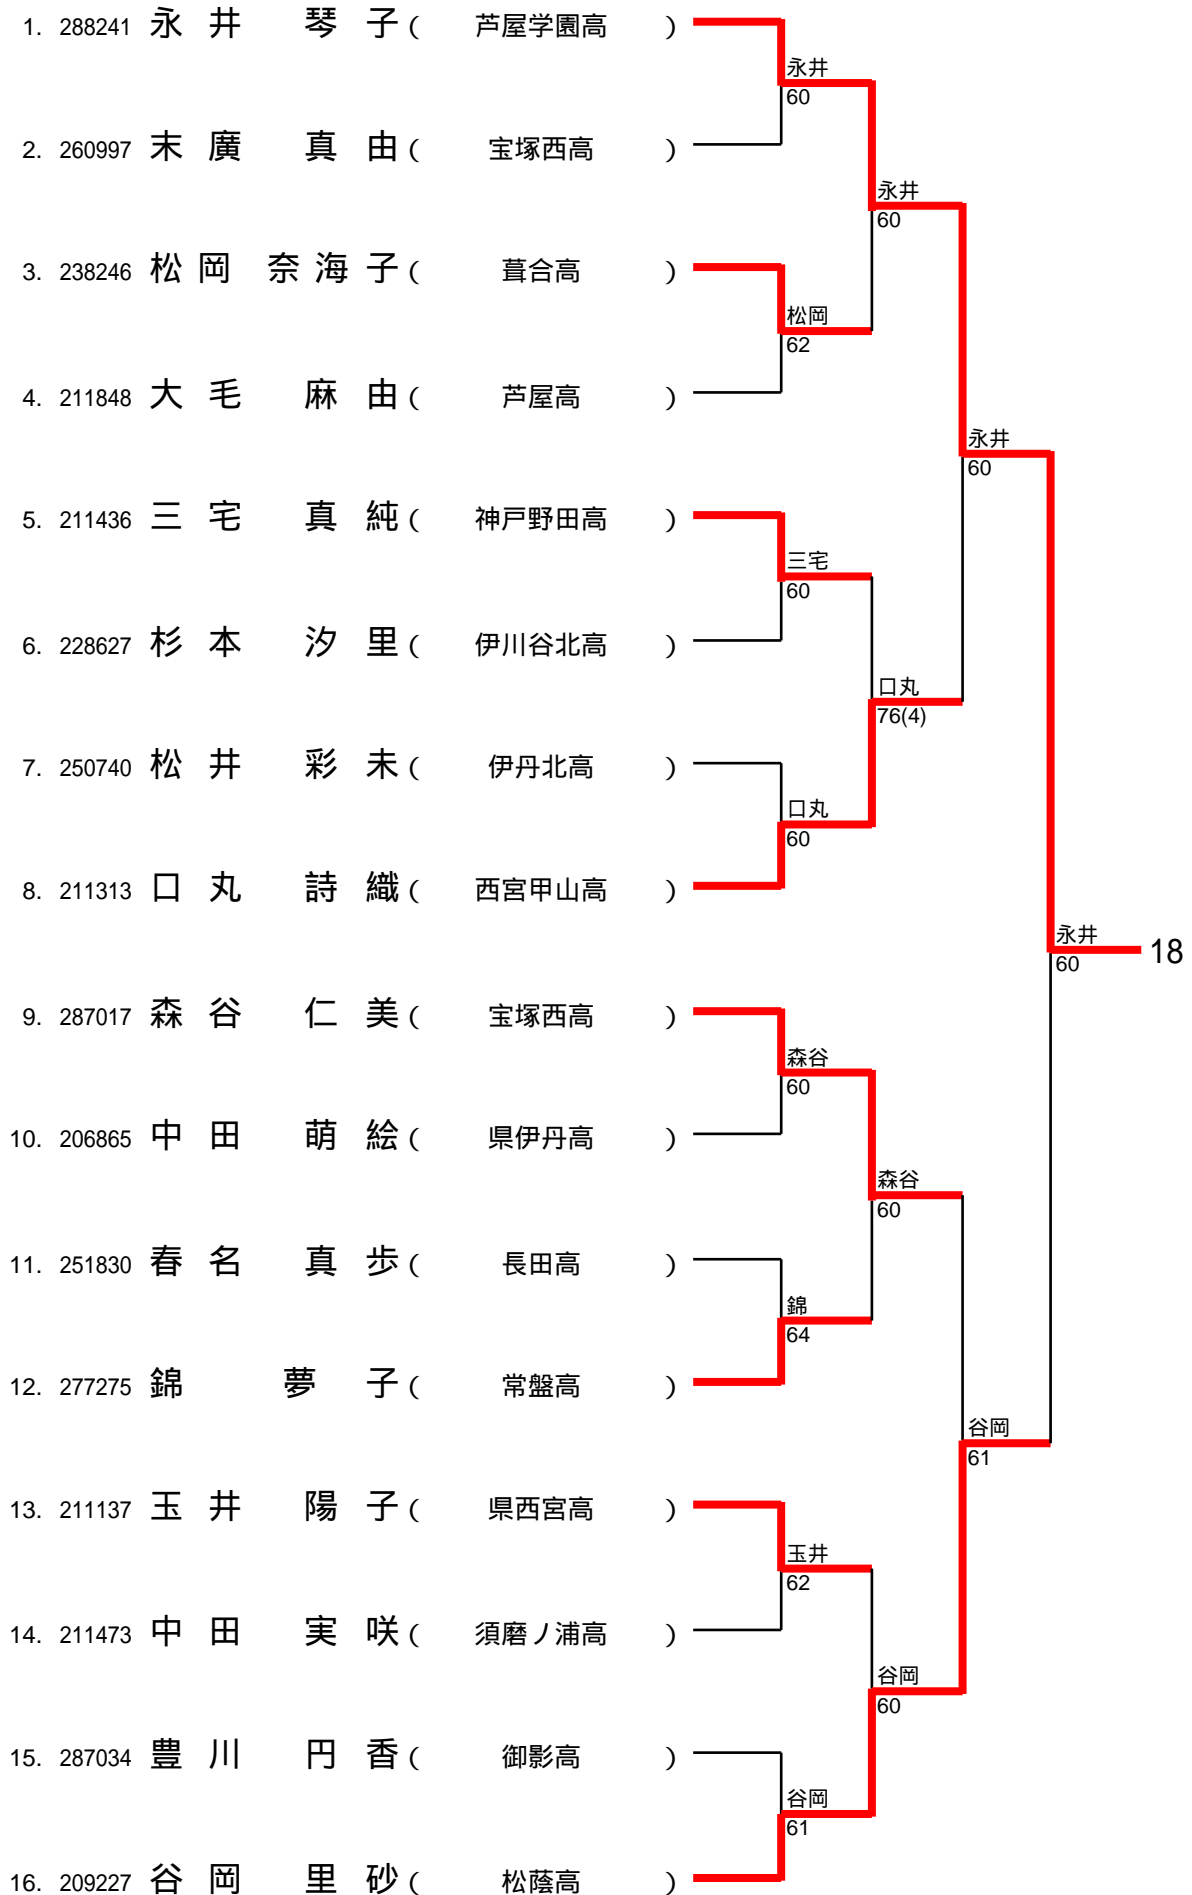 1. 288241 永井 琴子 ( 芦屋学園高 )
永井
60
2. 260997 末廣 真由 ( 宝塚西高 )
永井
60
3. 238246 松岡 奈海子 ( 葺合高 )
松岡
62
4. 211848 大毛 麻由 ( 芦屋高 )
永井
60
5. 211436 三宅 真純 ( 神戸野田高 )
三宅
60
6. 228627 杉本 汐里 ( 伊川谷北高 )
口丸
76(4)
7. 250740 松井 彩未 ( 伊丹北高 )
口丸
60
8. 211313 口丸 詩織 ( 西宮甲山高 )
永井
60
18
9. 287017 森谷 仁美 ( 宝塚西高 )
森谷
60
10. 206865 中田 萌絵 ( 県伊丹高 )
森谷
60
11. 251830 春名 真歩 ( 長田高 )
錦
64
12. 277275 錦 夢子 ( 常盤高 )
谷岡
61
13. 211137 玉井 陽子 ( 県西宮高 )
玉井
62
14. 211473 中田 実咲 ( 須磨ノ浦高 )
谷岡
60
15. 287034 豊川 円香 ( 御影高 )
谷岡
61
16. 209227 谷岡 里砂 ( 松蔭高 )